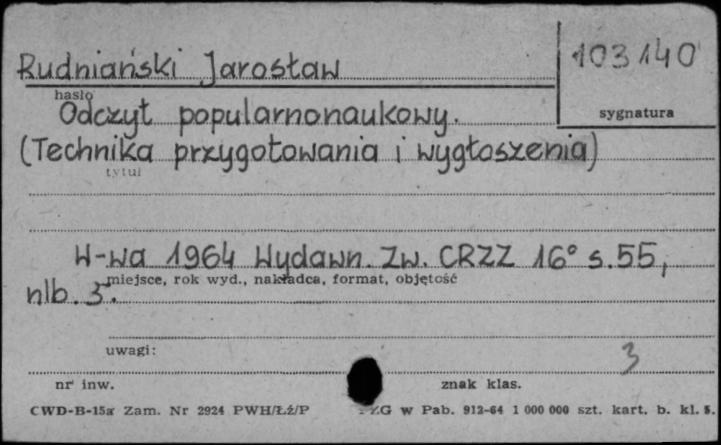 Rudniański Jarosław
103140
hasło
sygnatura
Odczyt popularnonaukowy.
(Technika przygotowania i wygłoszenia)
tytuł
W-wa 1964 Wydawn. Zw. CRZZ 16° s. 55,
miejsce, rok wyd., nakładca, format, objętość
nlb. 3.
uwagi:
3
nr inw.
znak klas.
CWD-B-15a Zam. Nr 2924 PWH/Łź/P
w Pab. 912-64 1 000 000 szt. kart. b. kl. 5.